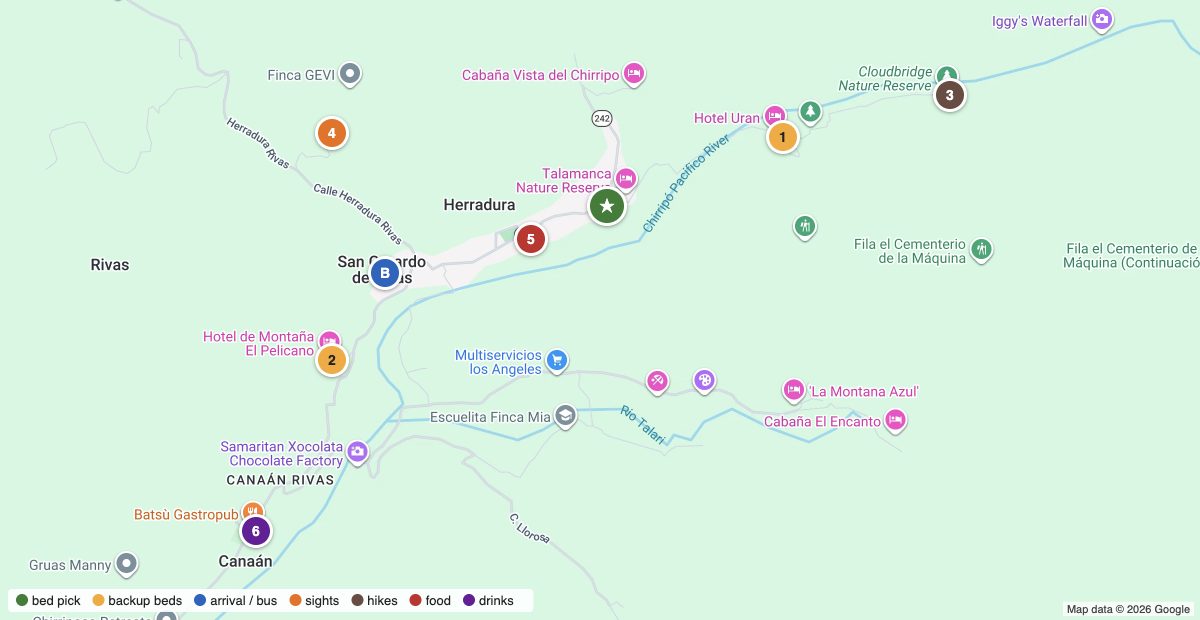 Iggy's Waterfall
Finca GEVI
Cabaña Vista del Chirripo
Cloudbridge
Nature Reserve
3
242
Hotel Uran
1
Herradura
Rivas
4
Chirripó Pacífico River
Talamanca
Nature Reserve
Calle Herradura Rivas
Herradura
5
Fila el Cementerio
de la Máquina
Fila el Cementerio de
Máquina (Continuació
Rivas
B
Hotel de Montaña
El Pelicano
2
Multiservicios
los Angeles
'La Montana Azul'
Escuelita Finca Mia
Río Talari
Cabaña El Encanto
Samaritan Xocolata
Chocolate Factory
CANAÁN RIVAS
Batsù Gastropub
6
C. Llorosa
Canaán
Gruas Manny
bed pick backup beds arrival / bus sights hikes food drinks
Map data © 2026 Google